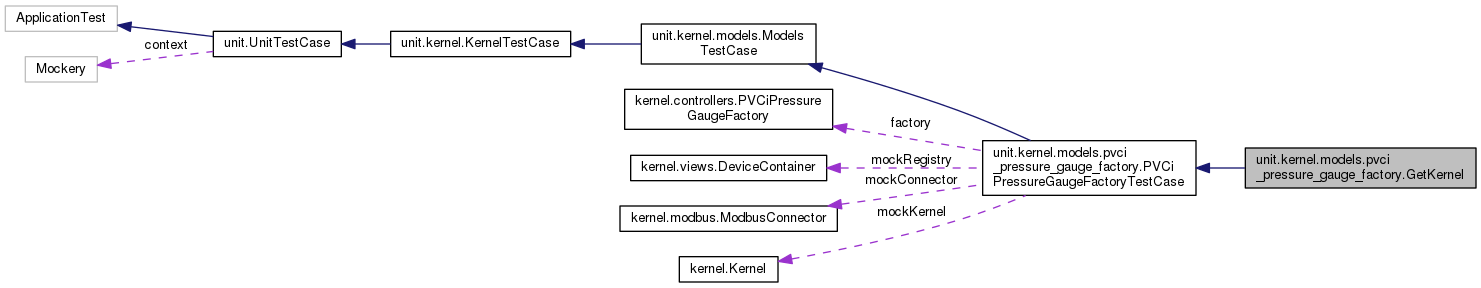 ApplicationTest
context
Mockery
unit.UnitTestCase
unit.kernel.KernelTestCase
unit.kernel.models.Models
TestCase
kernel.controllers.PVCiPressure
GaugeFactory
factory
kernel.views.DeviceContainer
mockRegistry
mockConnector
kernel.modbus.ModbusConnector
mockKernel
kernel.Kernel
unit.kernel.models.pvci
_pressure_gauge_factory.PVCi
PressureGaugeFactoryTestCase
unit.kernel.models.pvci
_pressure_gauge_factory.GetKernel